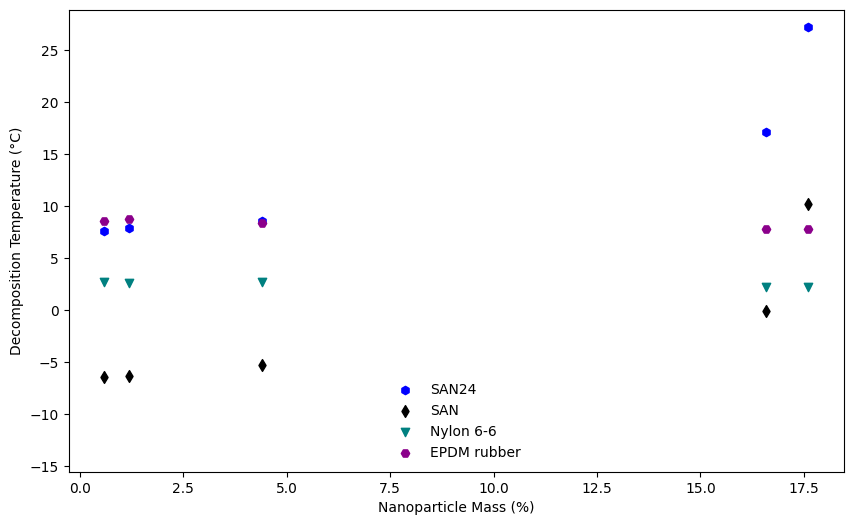 25
20
15
10
5
0
−5
−10
−15
Decomposition Temperature (°C)
SAN24
SAN
Nylon 6-6
EPDM rubber
0.0 2.5 5.0 7.5 10.0 12.5 15.0 17.5
Nanoparticle Mass (%)